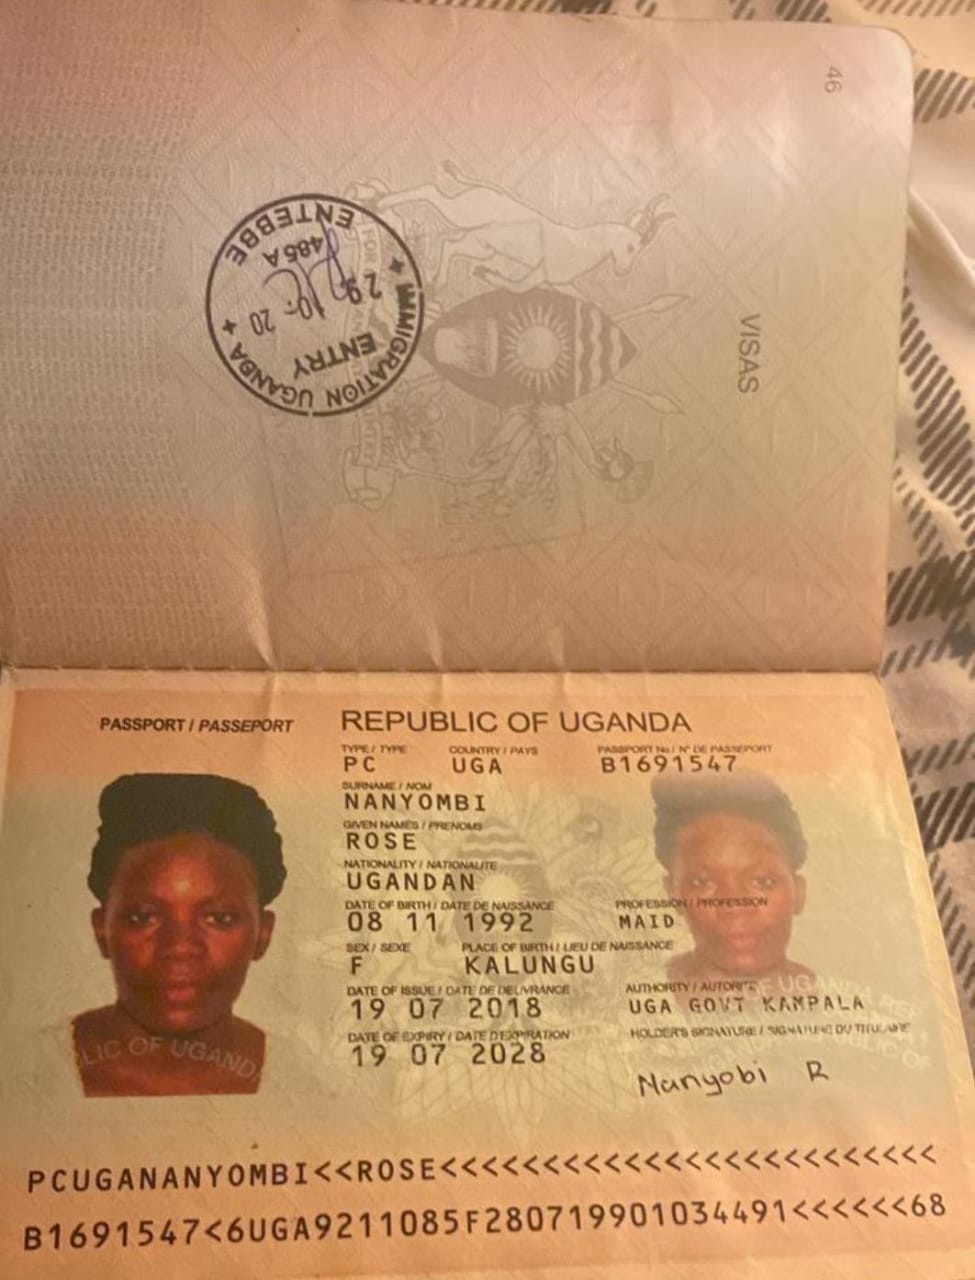 46
VISAS
IMMIGRATION UGANDA
ENTEBBE
485A
29 10- 20
ENTRY
PASSPORT / PASSEPORT
REPUBLIC OF UGANDA
TYPE / TYPE COUNTRY / PAYS PASSPORT No / N° DE PASSEPORT
PC UGA B1691547
SURNAME / NOM
NANYOMBI
GIVEN NAMES / PRENOMS
ROSE
NATIONALITY / NATIONALITE
UGANDAN
DATE OF BIRTH / DATE DE NAISSANCE PROFESSION / PROFESSION
08 11 1992 MAID
SEX / SEXE PLACE OF BIRTH / LIEU DE NAISSANCE
F KALUNGU
DATE OF ISSUE / DATE DE DELIVRANCE AUTHORITY / AUTORITE
19 07 2018 UGA GOVT KAMPALA
DATE OF EXPIRY / DATE D'EXPIRATION HOLDER'S SIGNATURE / SIGNATURE DU TITULAIRE
19 07 2028
Nanyobi R
LIC OF UGANDA
PCUGANANYOMBI<<ROSE<<<<<<<<<<<<<<<<<<<<<<<<<
B1691547<6UGA9211085F280719901034491<<<<<<68